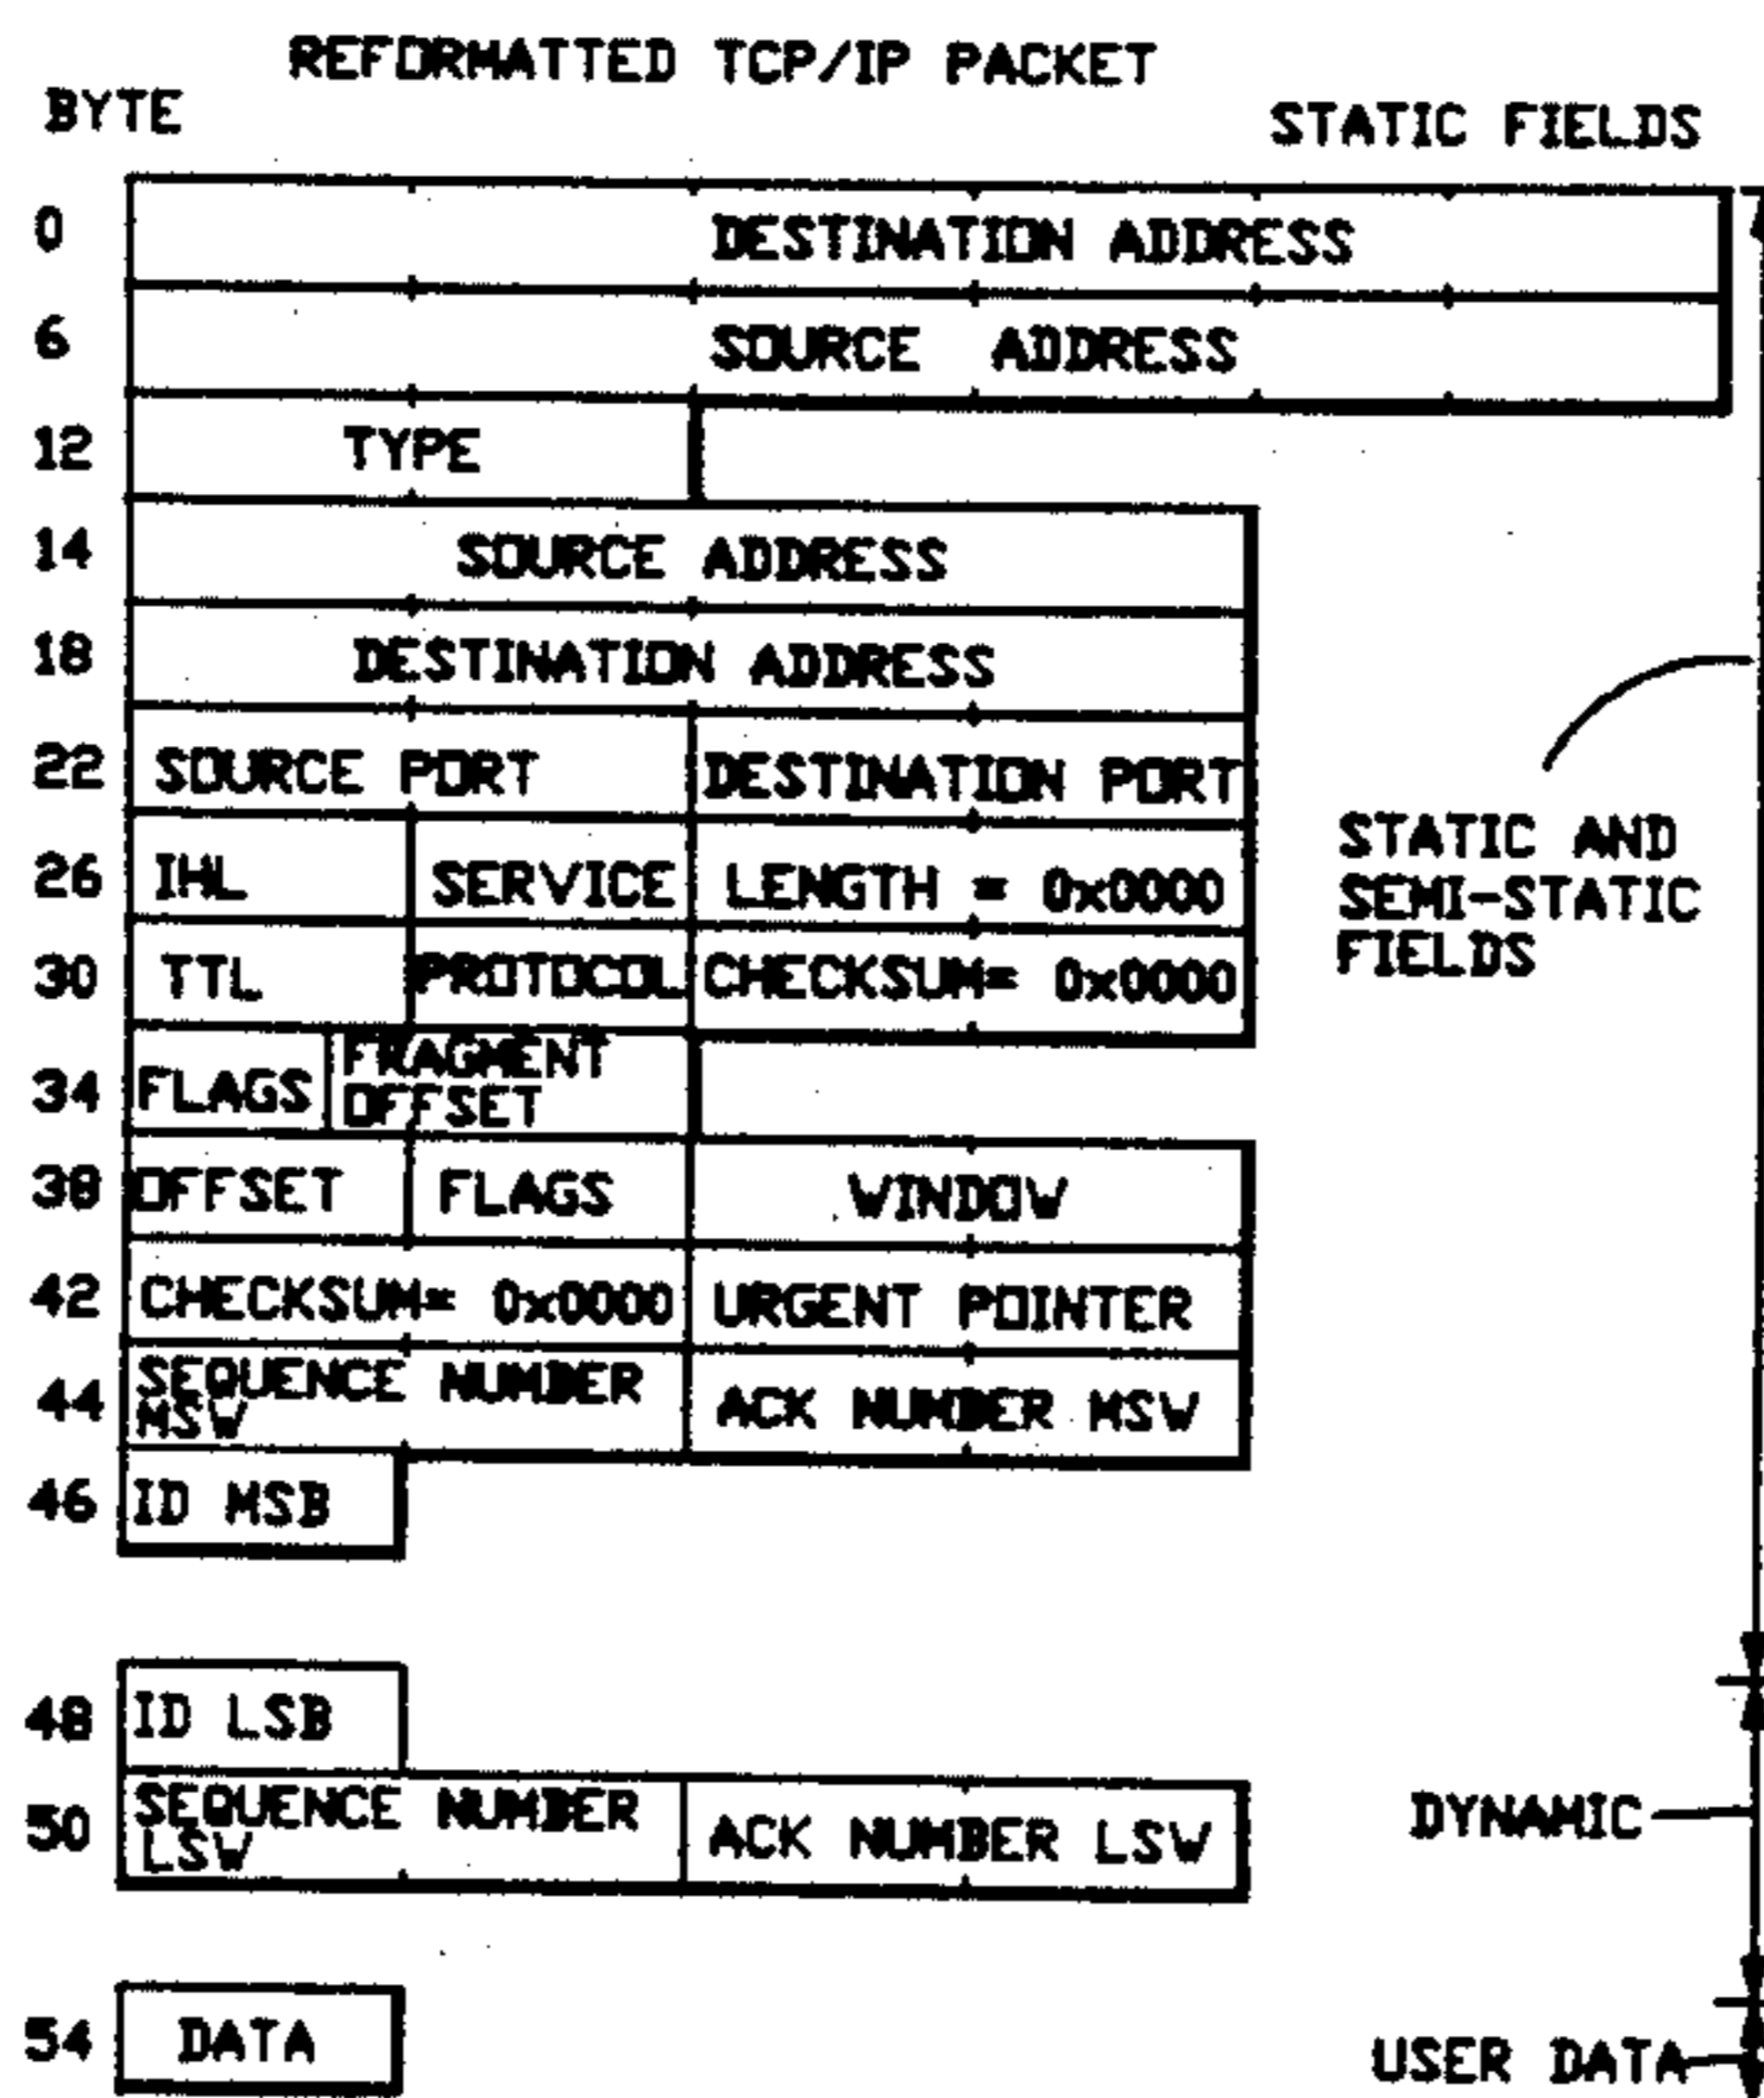 REFORMATTED TCP/IP PACKET
BYTE
STATIC FIELDS
0 DESTINATION ADDRESS
6 SOURCE ADDRESS
12 TYPE
14 SOURCE ADDRESS
18 DESTINATION ADDRESS
22 SOURCE PORT DESTINATION PORT
26 IHL SERVICE LENGTH = 0x0000
30 TTL PROTOCOL CHECKSUM= 0x0000
STATIC AND
SEMI-STATIC
FIELDS
34 FLAGS FRAGMENT
OFFSET
38 OFFSET FLAGS WINDOW
42 CHECKSUM= 0x0000 URGENT POINTER
44 SEQUENCE NUMBER
MSW
ACK NUMBER MSW
46 ID MSB
48 ID LSB
50 SEQUENCE NUMBER
LSW
ACK NUMBER LSW
DYNAMIC
54 DATA
USER DATA